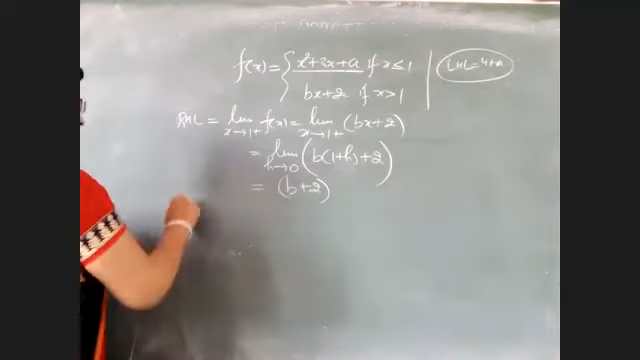 f(x) = { x²+3x+a if x ≤ 1
bx+2 if x > 1
LHL = 4+a
RHL = lim x→1+ f(x) = lim x→1+ (bx+2)
= lim h→0 (b(1+h)+2)
= (b+2)